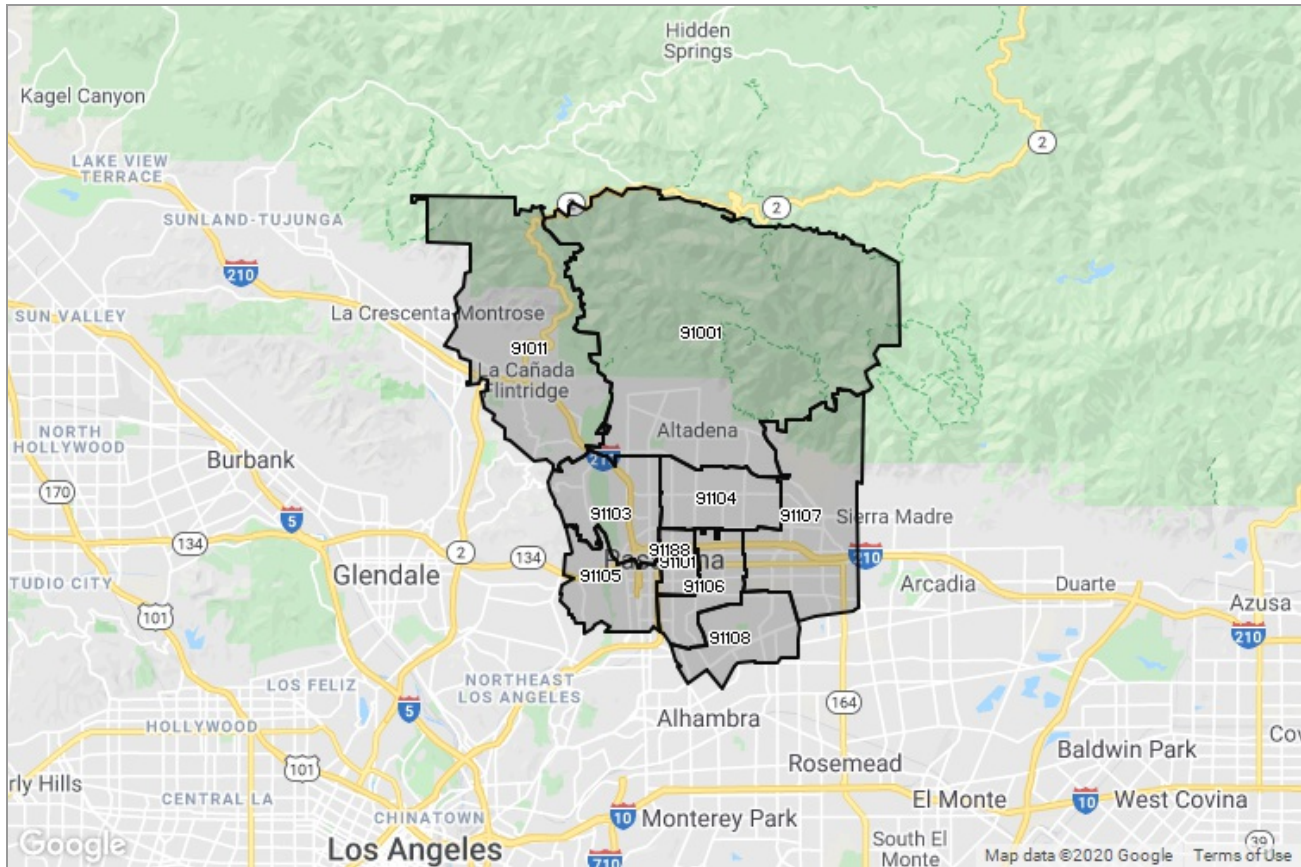 Hidden
Springs
Kagel Canyon
2
LAKE VIEW
TERRACE
2
SUNLAND-TUJUNGA
210
La Crescenta-Montrose
SUN VALLEY
91001
91011
La Cañada
Flintridge
NORTH
HOLLYWOOD
Altadena
Burbank
170
91104
91103
91107
Sierra Madre
5
134
2
134
91188
91101
210
Glendale
91105
91106
Arcadia
Duarte
STUDIO CITY
101
Azusa
91108
210
LOS FELIZ
NORTHEAST
LOS ANGELES
5
164
HOLLYWOOD
Alhambra
Baldwin Park
101
Rosemead
CENTRAL LA
El Monte
10
West Covina
CHINATOWN
10
Monterey Park
Google
Los Angeles
710
South El
Monte
39
Map data ©2020 Google
Terms of Use